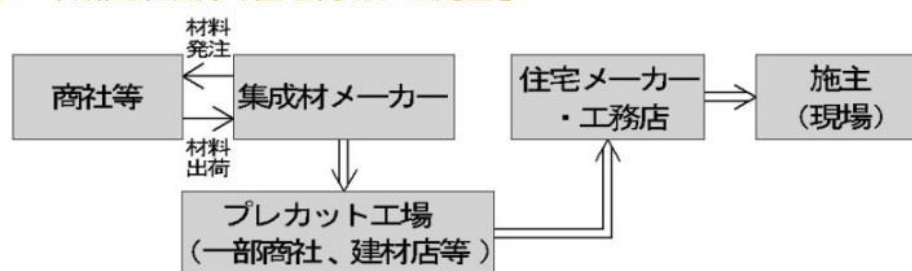 材料
発注
商社等
集成材メーカー
住宅メーカー
・工務店
施主
(現場)
材料
出荷
プレカット工場
(一部商社、建材店等)